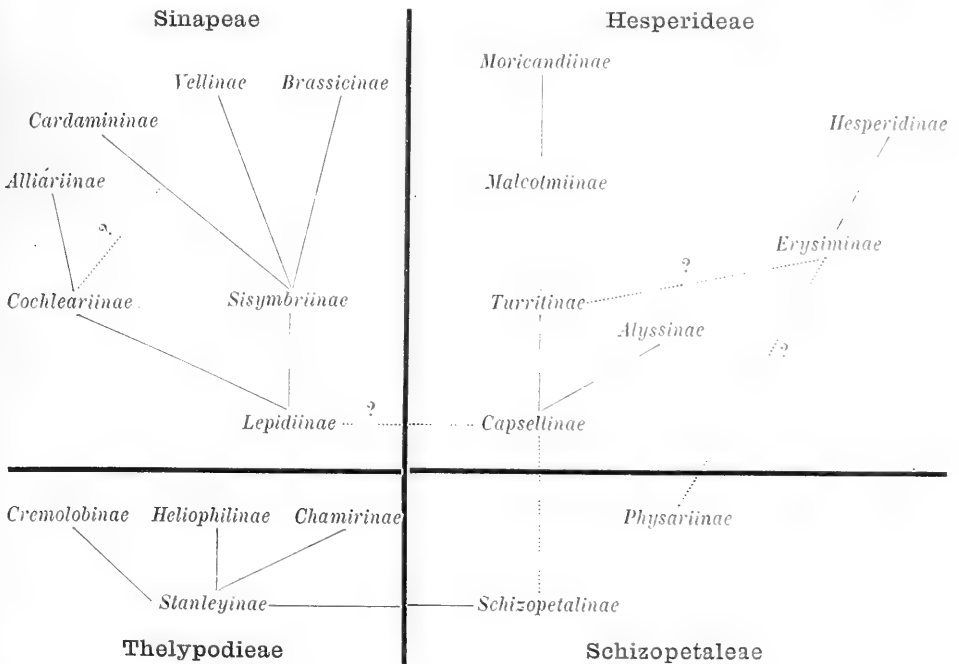 Sinapeae
Hesperideae
Moricandiinae
Vellinae Brassicinae
Cardamininae
Hesperidinae
Alliariinae
Malcolmiinae
?
Erysiminae
?
Cochleariinae
Sisymbriinae
Turritinae
Alyssinae
?
?
Lepidiinae
Capsellinae
Cremolobinae Heliophilinae Chamirinae
Physariinae
Stanleyinae
Schizopetalinae
Thelypodieae
Schizopetaleae